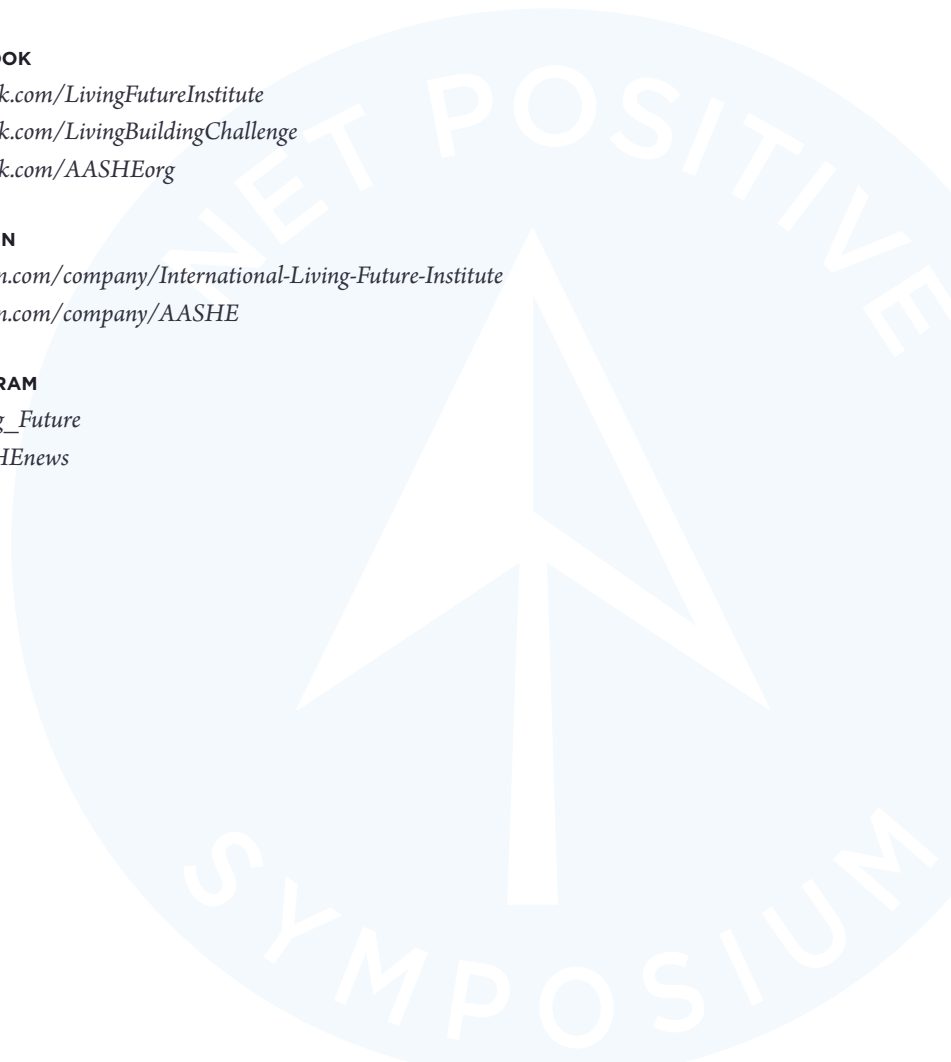 OOK
k.com/LivingFutureInstitute
k.com/LivingBuildingChallenge
k.com/AASHEorg
N
n.com/company/International-Living-Future-Institute
n.com/company/AASHE
RAM
g_Future
HEnews
NET POSITIVE
SYMPOSIUM